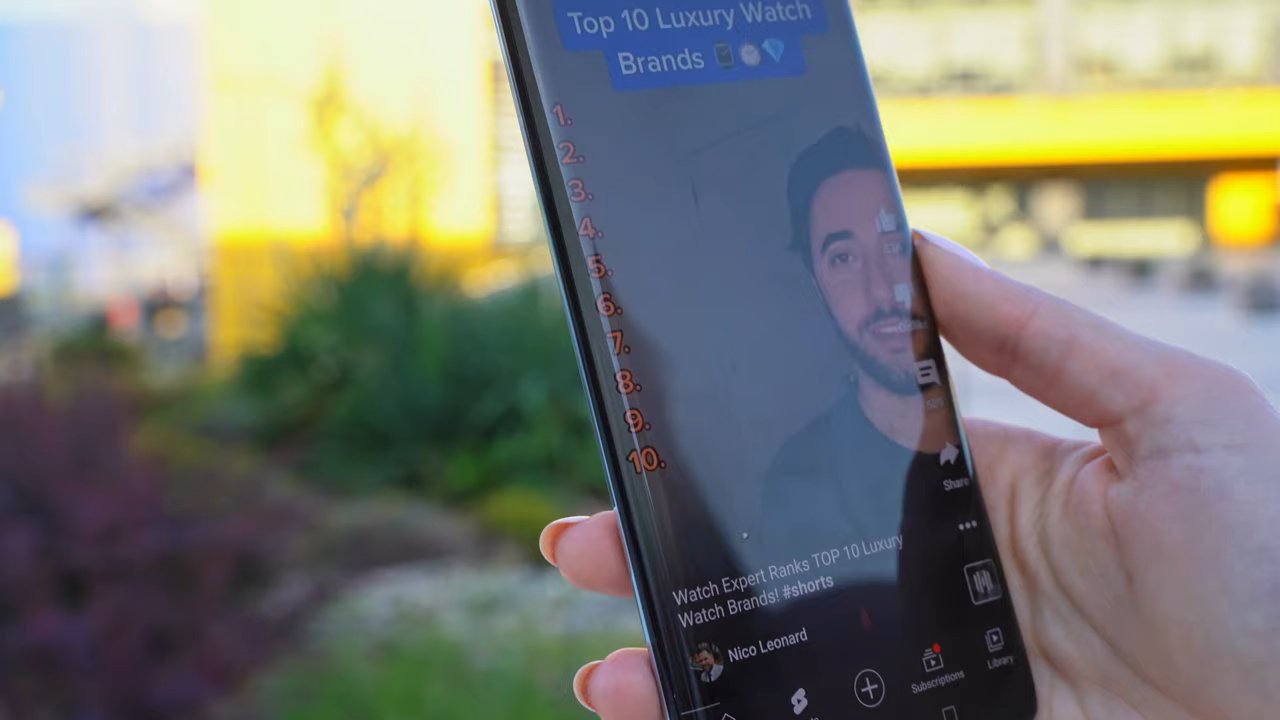 Top 10 Luxury Watch
Brands
1.
2.
3.
4.
5.
6.
7.
8.
9.
10.
Share
Watch Expert Ranks TOP 10 Luxury
Watch Brands! #shorts
Nico Leonard
Subscriptions
Library